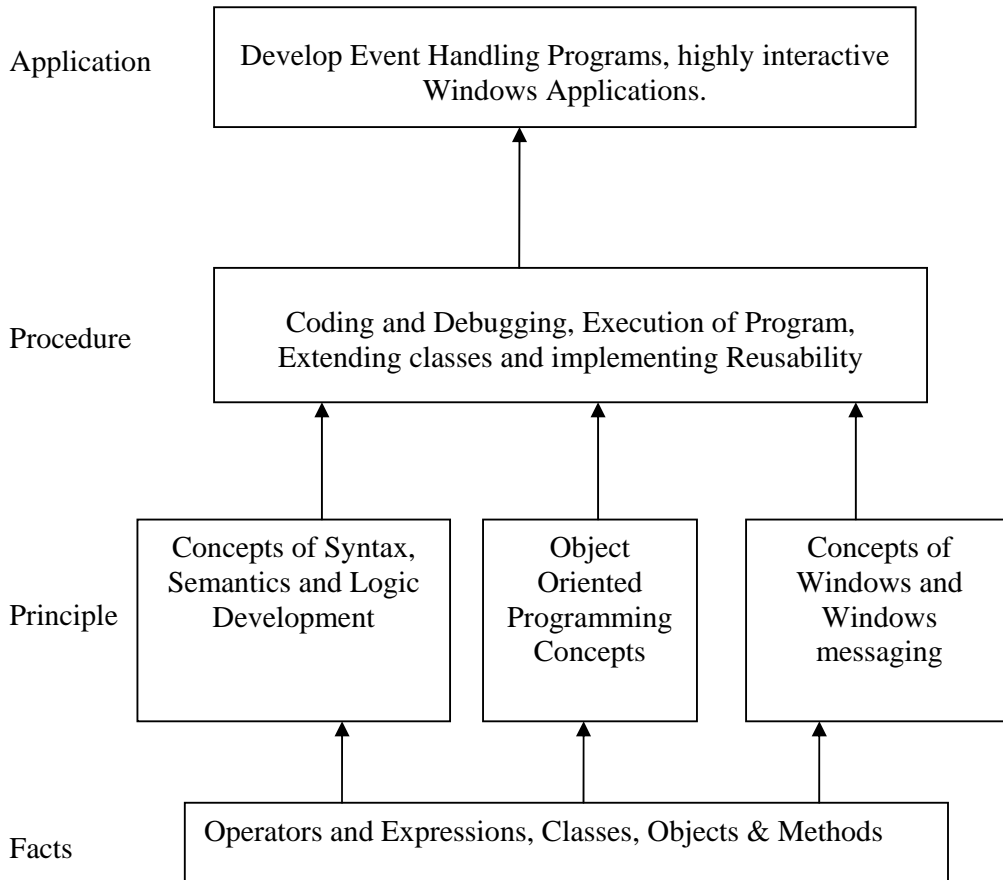 Application
Develop Event Handling Programs, highly interactive
Windows Applications.
Procedure
Coding and Debugging, Execution of Program,
Extending classes and implementing Reusability
Principle
Concepts of Syntax,
Semantics and Logic
Development
Object
Oriented
Programming
Concepts
Concepts of
Windows and
Windows
messaging
Facts
Operators and Expressions, Classes, Objects & Methods